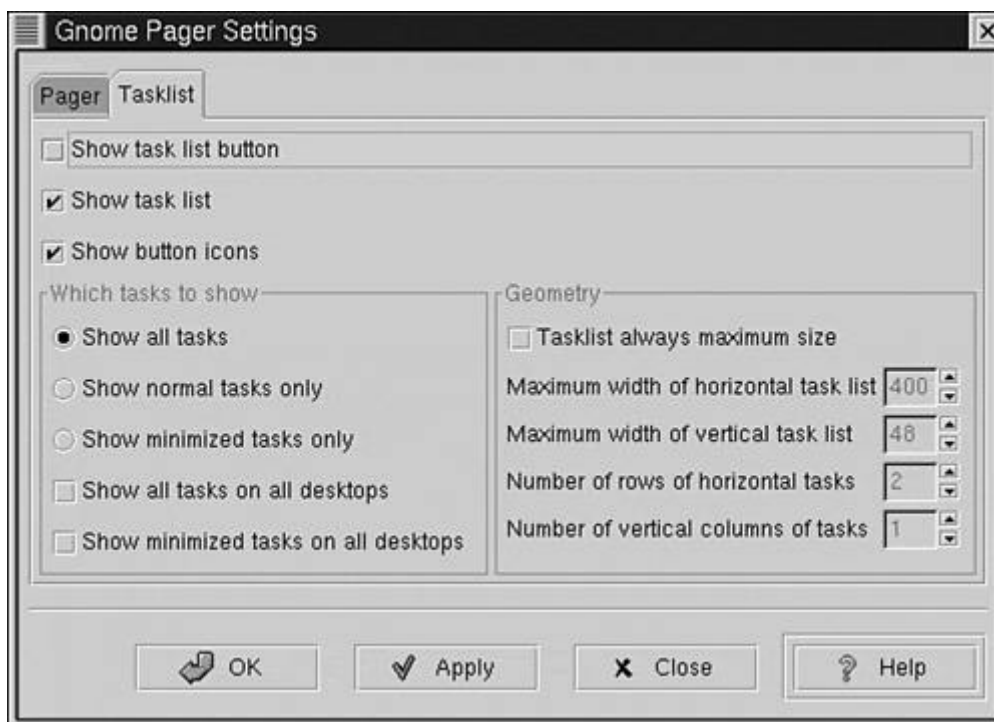 Gnome Pager Settings
Pager Tasklist
Show task list button
Show task list
Show button icons
Which tasks to show
Show all tasks
Show normal tasks only
Show minimized tasks only
Show all tasks on all desktops
Show minimized tasks on all desktops
Geometry
Tasklist always maximum size
Maximum width of horizontal task list 400
Maximum width of vertical task list 48
Number of rows of horizontal tasks 2
Number of vertical columns of tasks 1
OK Apply Close Help